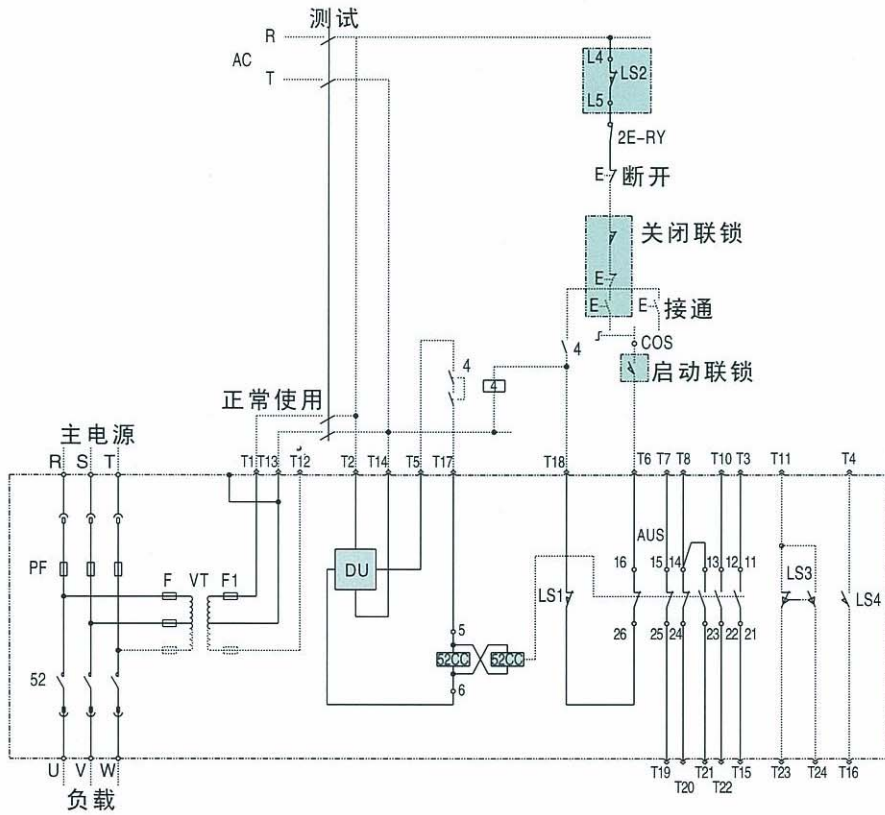 测试
R
AC
T
L4
LS2
L5
2E-RY
E 断开
关闭联锁
E
E
E 接通
COS
4
4
4
启动联锁
正常使用
主电源
R S T
T1 T13 T12 T2 T14 T5 T17 T18 T6 T7 T8 T10 T3 T11 T4
AUS
16 15 14 13 12 11
PF
F VT F1
DU
LS1
LS3
LS4
5
52CC 52CC
6
26 25 24 23 22 21
52
U V W
负载
T19 T20 T21 T22 T15 T23 T24 T16